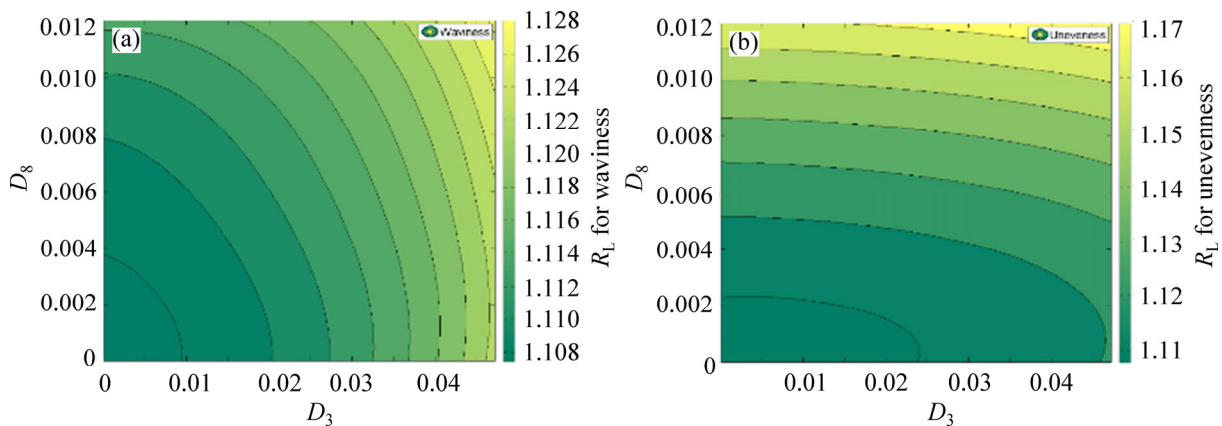 (a)
Waviness
0.012
0.010
0.008
0.006
0.004
0.002
0
D8
0 0.01 0.02 0.03 0.04
D3
1.128
1.126
1.124
1.122
1.120
1.118
1.116
1.114
1.112
1.110
1.108
RL for waviness
(b)
Uneveness
0.012
0.010
0.008
0.006
0.004
0.002
0
D8
0.01 0.02 0.03 0.04
D3
1.17
1.16
1.15
1.14
1.13
1.12
1.11
RL for unevenness